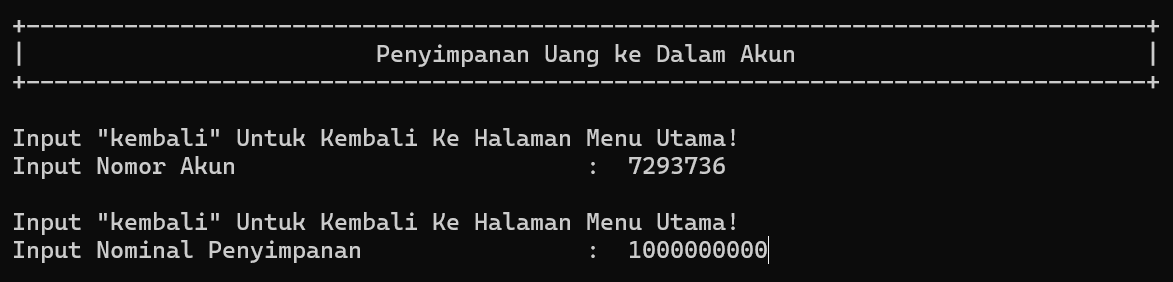 Penyimpanan Uang ke Dalam Akun
Input "kembali" Untuk Kembali Ke Halaman Menu Utama!
Input Nomor Akun : 7293736
Input "kembali" Untuk Kembali Ke Halaman Menu Utama!
Input Nominal Penyimpanan : 1000000000